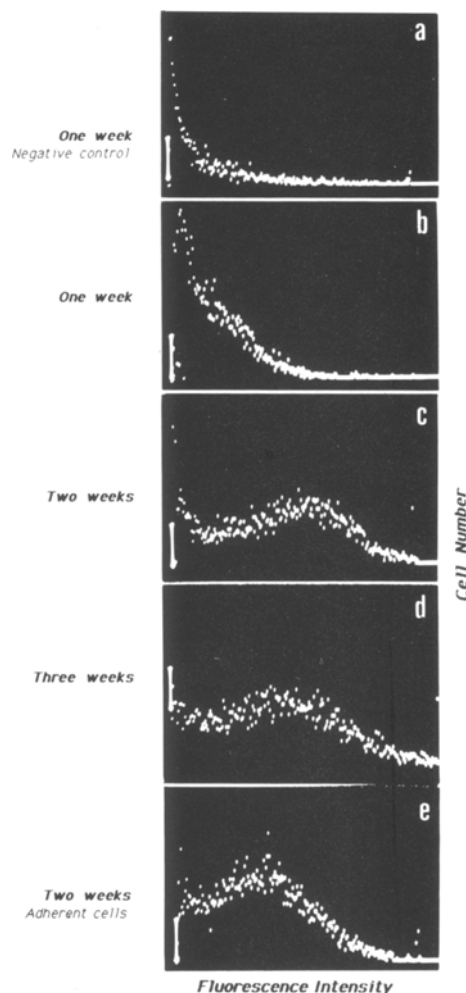 a
One week
Negative control
b
One week
c
Two weeks
Cell Number
d
Three weeks
e
Two weeks
Adherent cells
Fluorescence Intensity